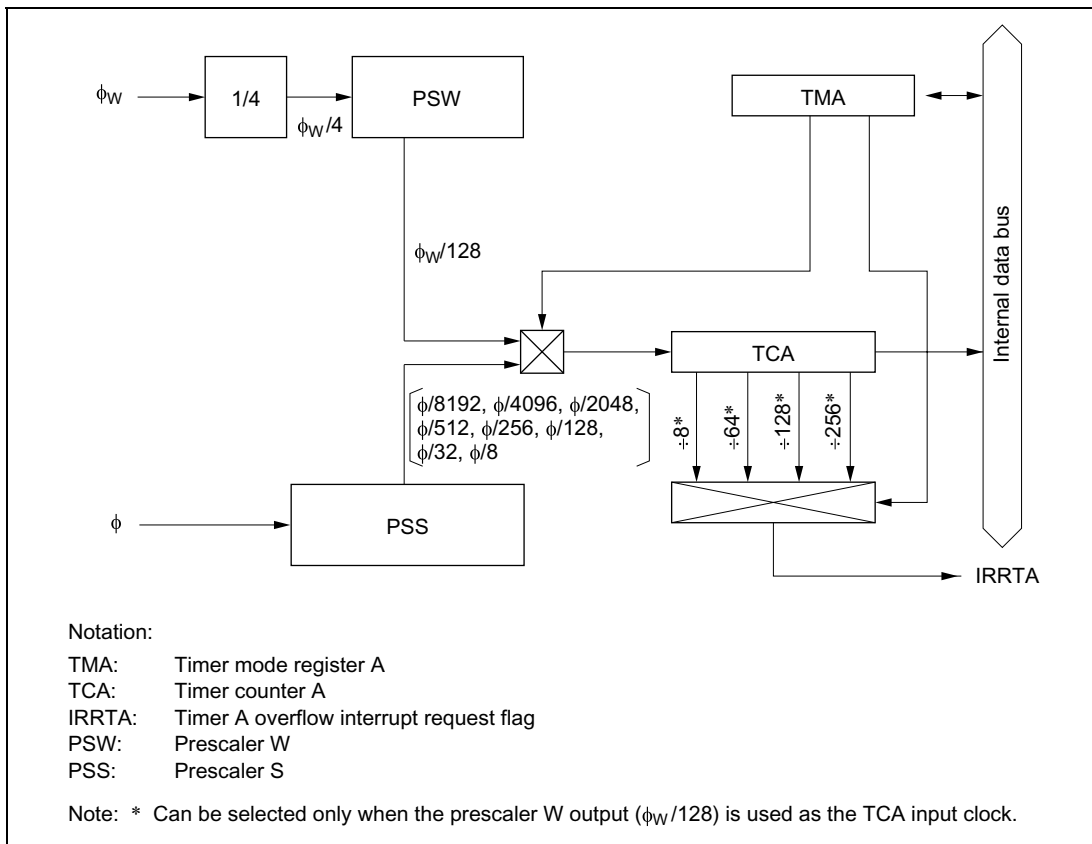 ϕW
1/4
ϕW/4
PSW
TMA
Internal data bus
ϕW/128
TCA
ϕ/8192, ϕ/4096, ϕ/2048,
ϕ/512, ϕ/256, ϕ/128,
ϕ/32, ϕ/8
÷8*
÷64*
÷128*
÷256*
ϕ
PSS
IRRTA
Notation:
TMA: Timer mode register A
TCA: Timer counter A
IRRTA: Timer A overflow interrupt request flag
PSW: Prescaler W
PSS: Prescaler S
Note: * Can be selected only when the prescaler W output (ϕW/128) is used as the TCA input clock.